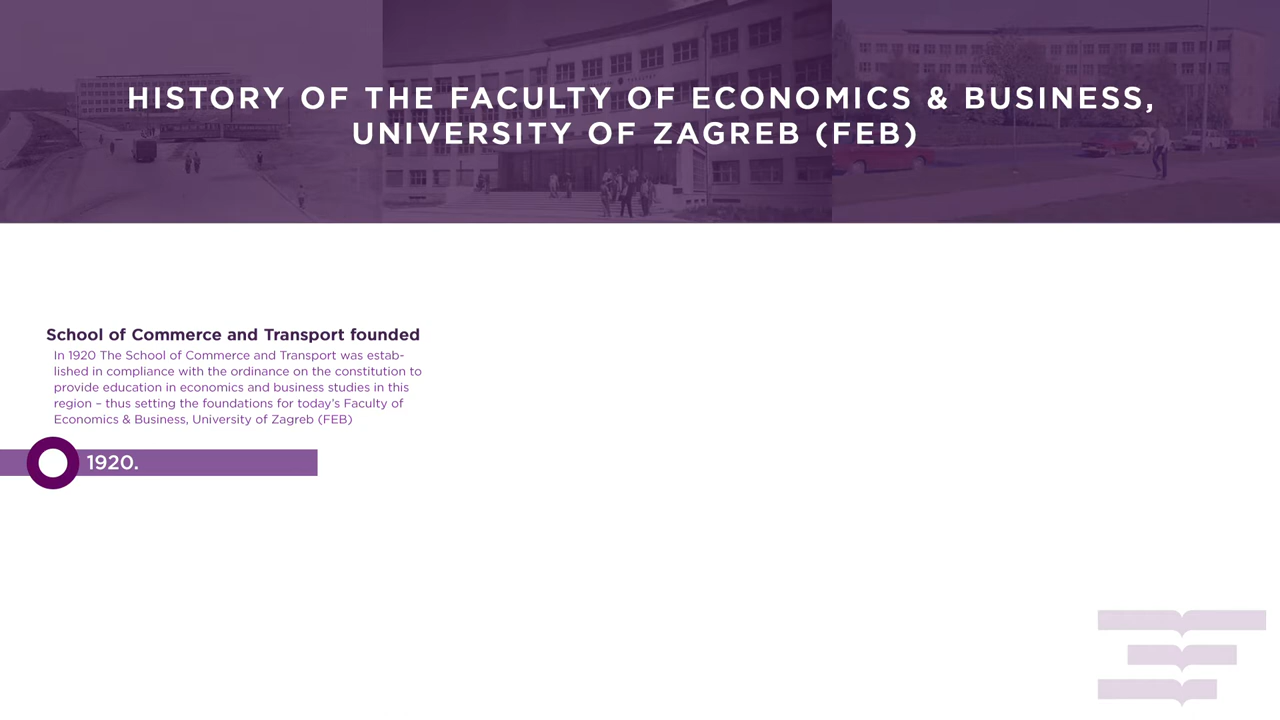 HISTORY OF THE FACULTY OF ECONOMICS & BUSINESS,
UNIVERSITY OF ZAGREB (FEB)
School of Commerce and Transport founded
In 1920 The School of Commerce and Transport was estab-
lished in compliance with the ordinance on the constitution to
provide education in economics and business studies in this
region – thus setting the foundations for today's Faculty of
Economics & Business, University of Zagreb (FEB)
1920.